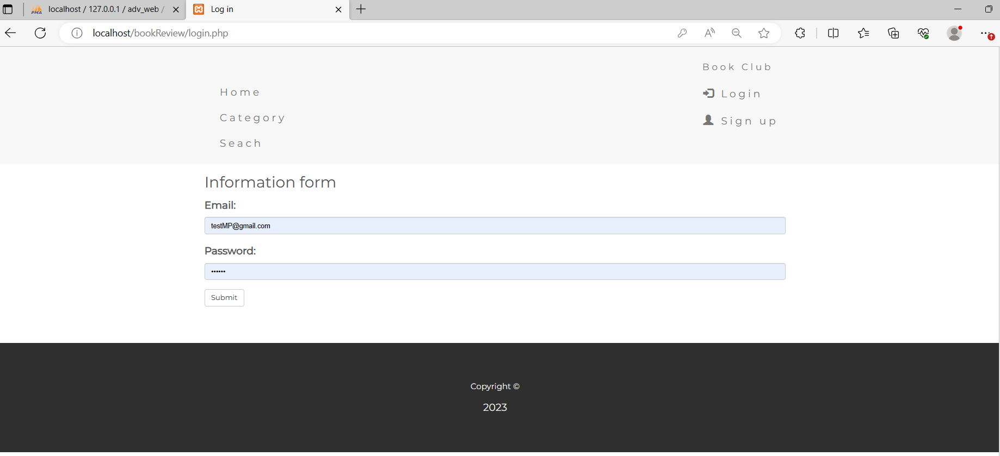 localhost / 127.0.0.1 / adv_web /
Log in
localhost/bookReview/login.php
Book Club
Home
Login
Category
Sign up
Seach
Information form
Email:
testMP@gmail.com
Password:
••••••
Submit
Copyright ©
2023